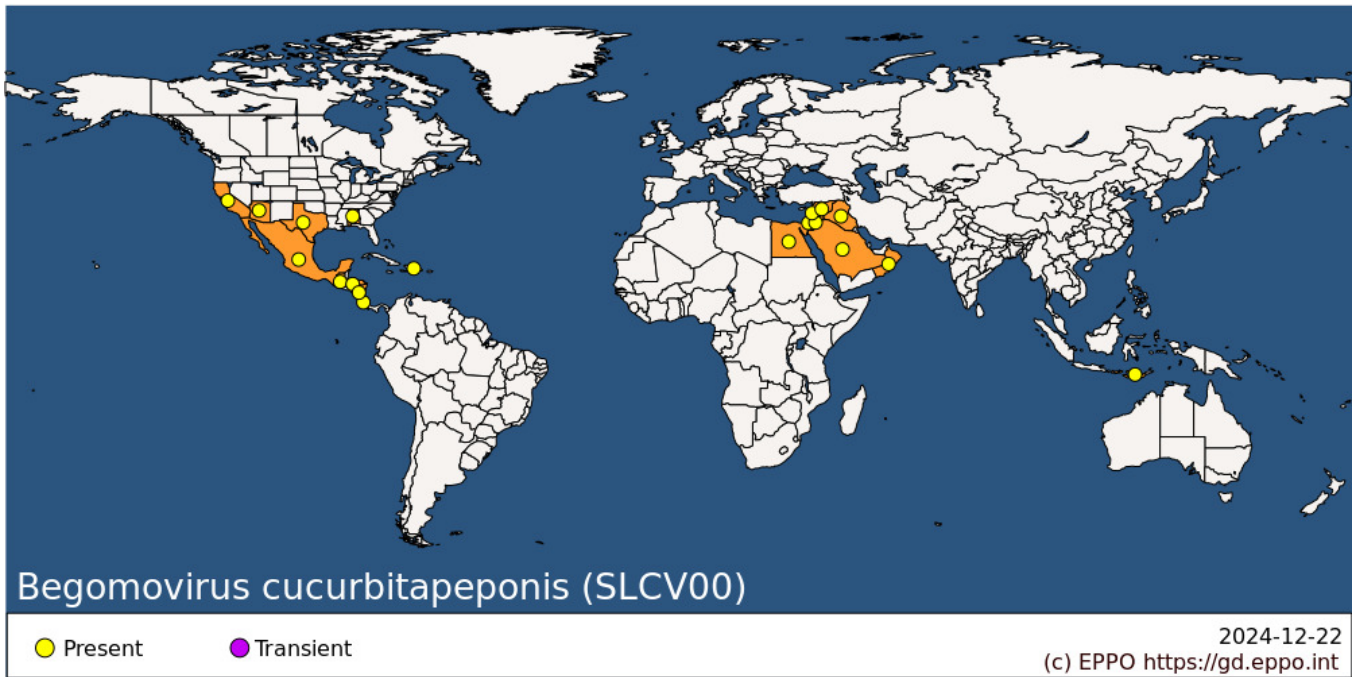 Begomovirus cucurbitapeponis (SLCV00)
Present
Transient
2024-12-22
(c) EPPO https://gd.eppo.int